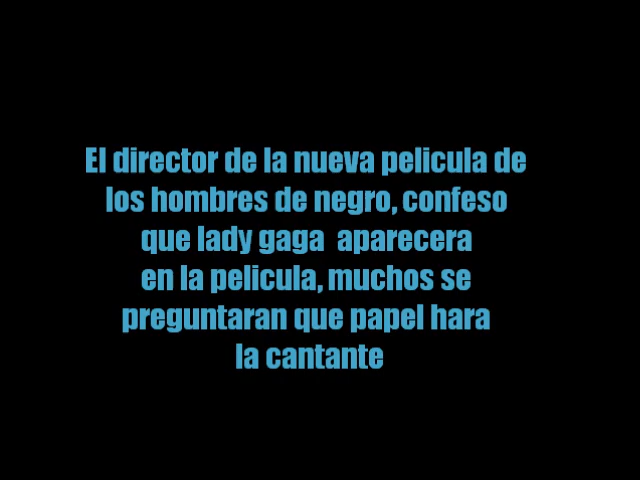 El director de la nueva pelicula de
los hombres de negro, confeso
que lady gaga  aparecera
en la pelicula, muchos se
preguntaran que papel hara
la cantante